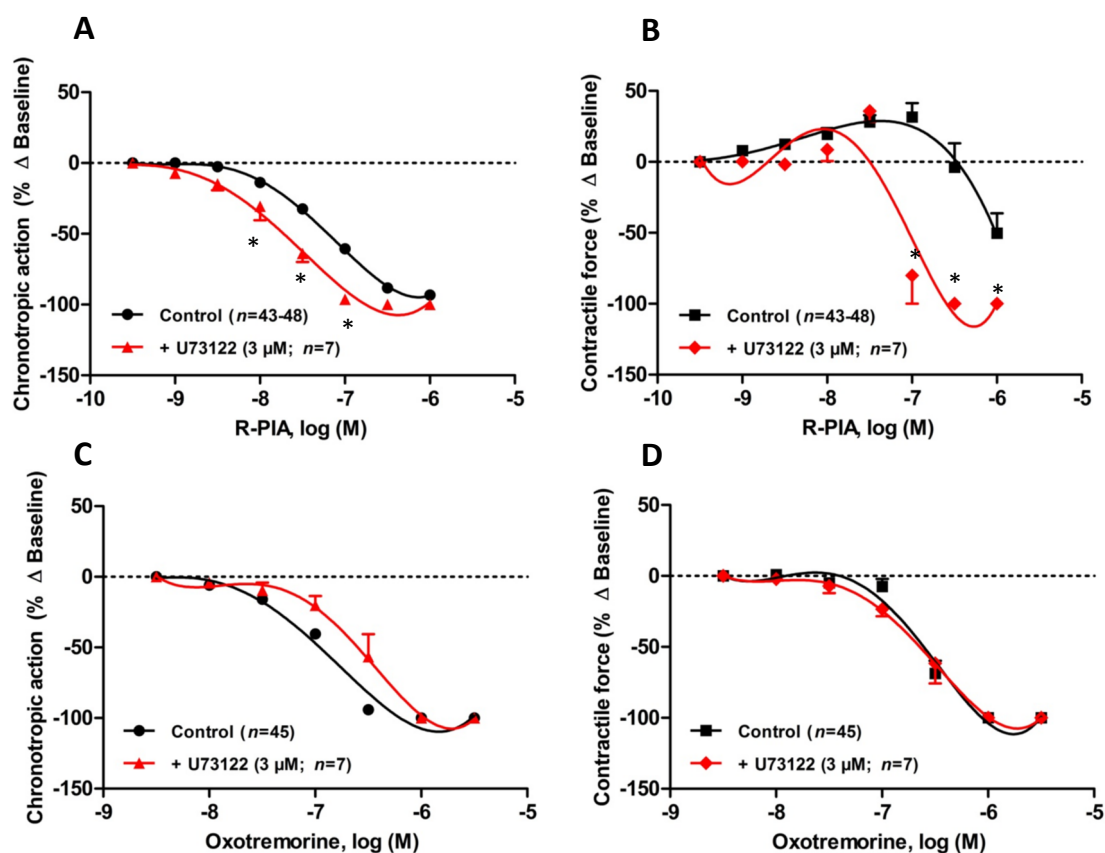 A
Chronotropic action (% Δ Baseline)
50
0
-50
-100
-150
*
*
*
Control (n=43-48)
+ U73122 (3 µM; n=7)
-10
-9
-8
-7
-6
-5
R-PIA, log (M)
B
Contractile force (% Δ Baseline)
50
0
-50
-100
-150
*
*
*
Control (n=43-48)
+ U73122 (3 µM; n=7)
-10
-9
-8
-7
-6
-5
R-PIA, log (M)
C
Chronotropic action (% Δ Baseline)
50
0
-50
-100
-150
Control (n=45)
+ U73122 (3 µM; n=7)
-9
-8
-7
-6
-5
Oxotremorine, log (M)
D
Contractile force (% Δ Baseline)
50
0
-50
-100
-150
Control (n=45)
+ U73122 (3 µM; n=7)
-9
-8
-7
-6
-5
Oxotremorine, log (M)